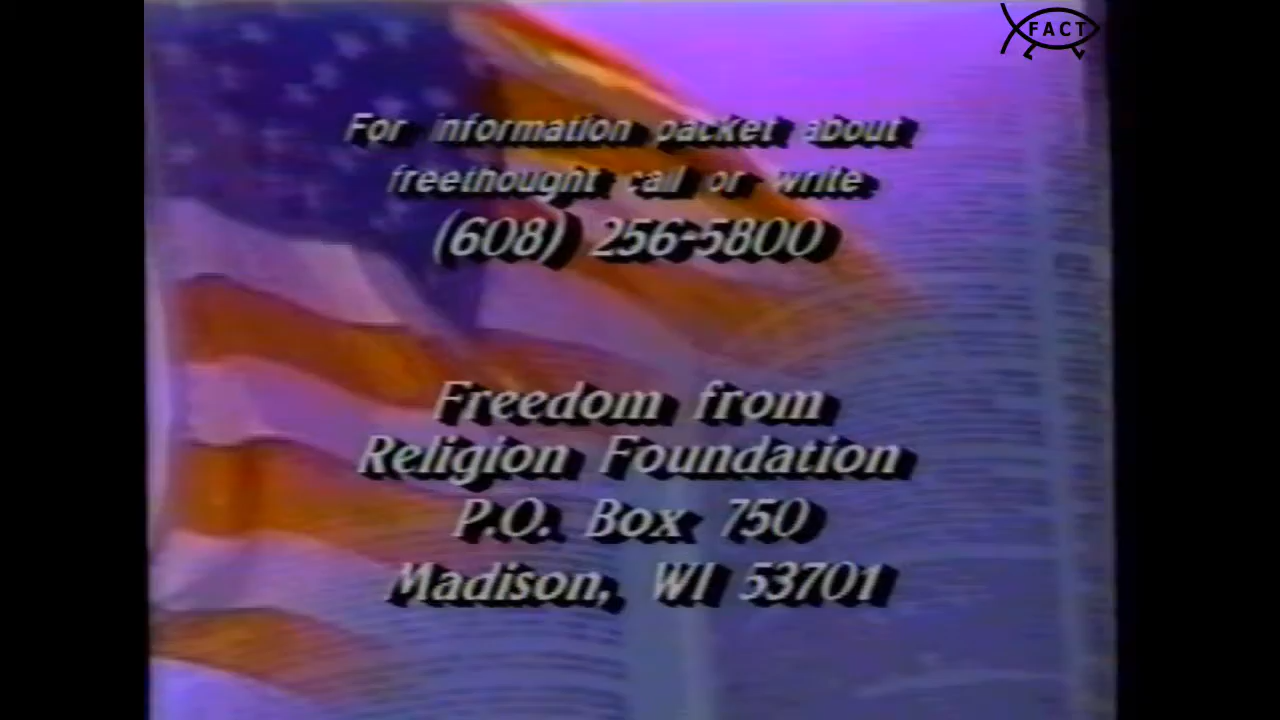 FACT
For information packet about
freethought call or write
(608) 256-5800
Freedom from
Religion Foundation
P.O. Box 750
Madison, WI 53701